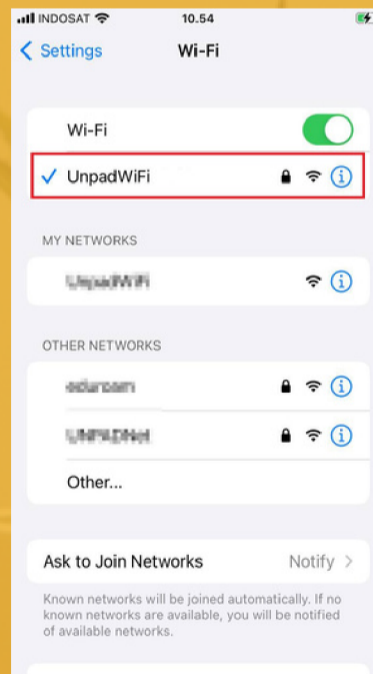 INDOSAT 10.54
Settings Wi-Fi
Wi-Fi
UnpadWiFi
MY NETWORKS
OTHER NETWORKS
Other...
Ask to Join Networks Notify
Known networks will be joined automatically. If no
known networks are available, you will be notified
of available networks.